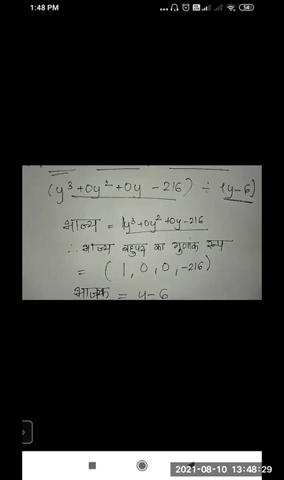 1:48 PM
(y³ +0y² +0y - 216) ÷ (y-6)
भाज्य = y³+0y²+0y-216
∴ भाज्य बहुपद का गुणांक रूप
= (1, 0, 0, -216)
भाजक = y-6
2021-08-10 13:48:29